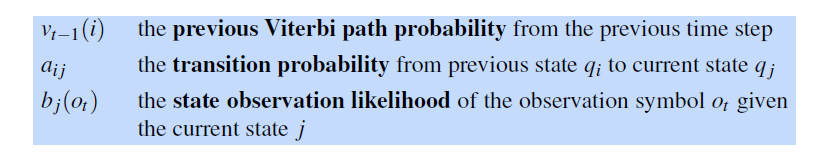 v_{t−1}(i) the previous Viterbi path probability from the previous time step
a_{ij} the transition probability from previous state q_i to current state q_j
b_j(o_t) the state observation likelihood of the observation symbol o_t given
the current state j